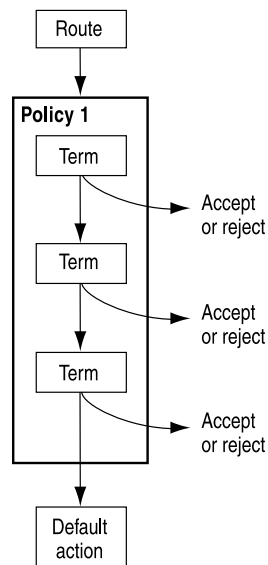 Route
Policy 1
Term
Accept
or reject
Term
Accept
or reject
Term
Accept
or reject
Default
action